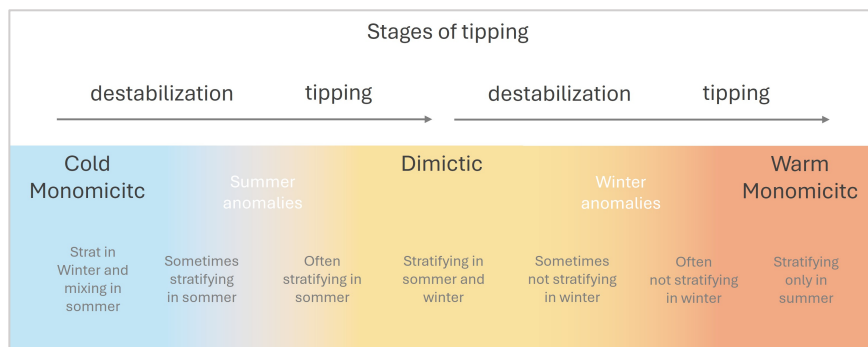 Stages of tipping
destabilization
tipping
destabilization
tipping
Cold
Monomicitc
Summer
anomalies
Dimictic
Winter
anomalies
Warm
Monomicitc
Strat in
Winter and
mixing in
sommer
Sometimes
stratifying
in sommer
Often
stratifying in
sommer
Stratifying in
sommer and
winter
Sometimes
not stratifying
in winter
Often
not stratifying
in winter
Stratifying
only in
summer